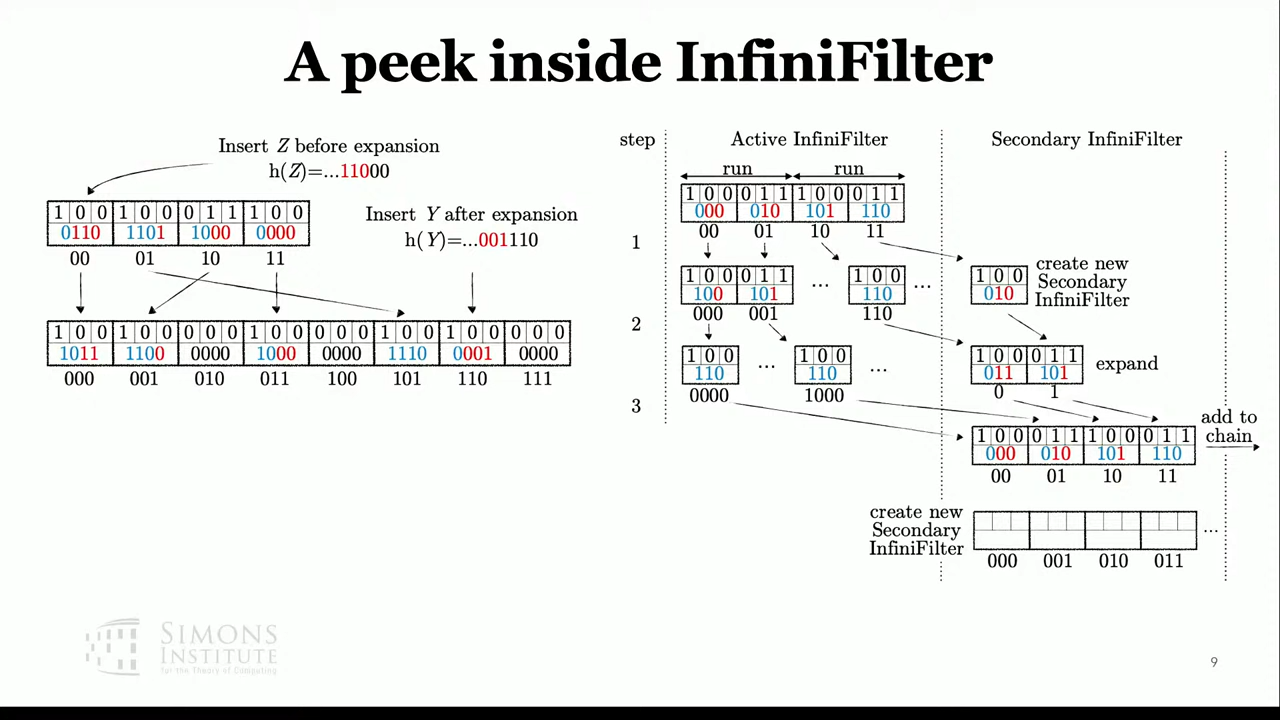 A peek inside InfiniFilter
Insert Z before expansion
h(Z)=...11000
1 0 0 1 0 0 0 1 1 1 0 0
0110 1101 1000 0000
00 01 10 11
Insert Y after expansion
h(Y)=...001110
1 0 0 1 0 0 0 0 0 1 0 0 0 0 0 1 0 0 1 0 0 0 0 0
1011 1100 0000 1000 0000 1110 0001 0000
000 001 010 011 100 101 110 111
step
Active InfiniFilter
Secondary InfiniFilter
run run
1 0 0 0 1 1 1 0 0 0 1 1
000 010 101 110
00 01 10 11
1
1 0 0 0 1 1 ... 1 0 0 ...
100 101 110
000 001 110
1 0 0
010
create new
Secondary
InfiniFilter
2
1 0 0 ... 1 0 0 ...
110 110
0000 1000
1 0 0 0 1 1
011 101
0 1
expand
3
1 0 0 0 1 1 1 0 0 0 1 1
000 010 101 110
00 01 10 11
add to
chain
create new
Secondary
InfiniFilter
...
000 001 010 011
SIMONS
INSTITUTE
for the Theory of Computing
9